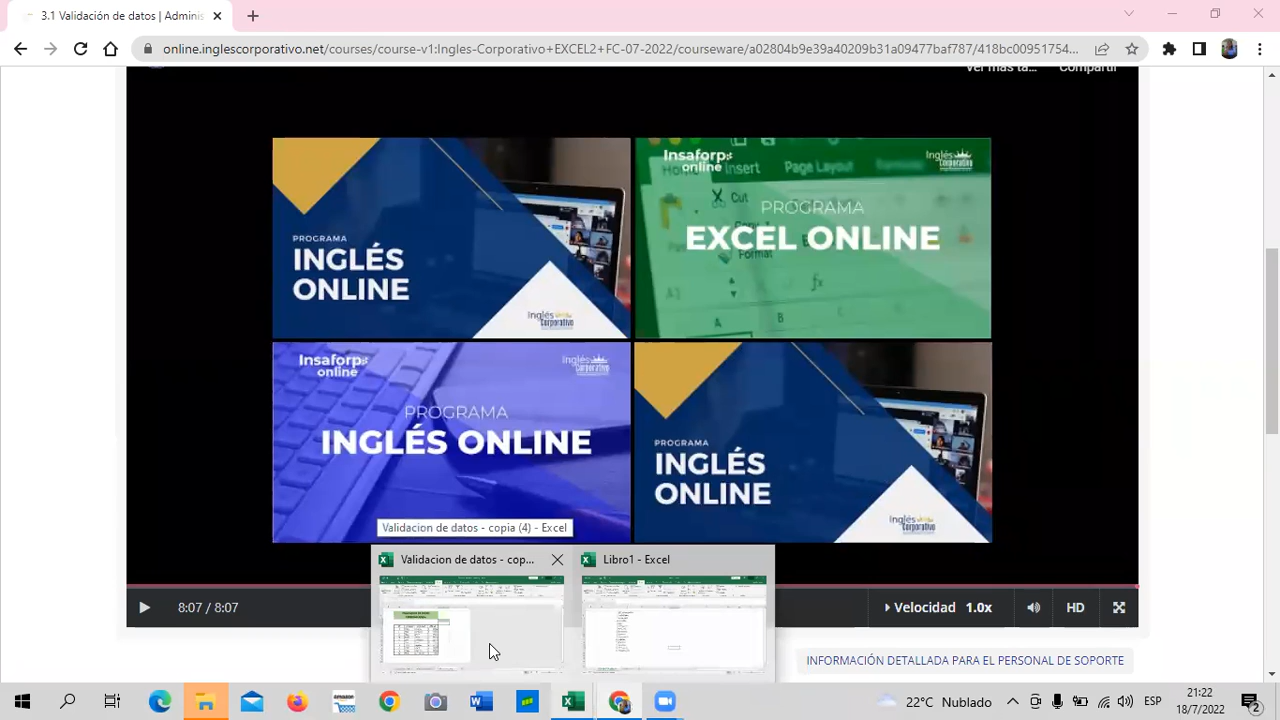 3.1 Validación de datos | Adminis
online.inglescorporativo.net/courses/course-v1:Ingles-Corporativo+EXCEL2+FC-07-2022/courseware/a02804b9e39a40209b31a09477baf787/418bc00951754...
Ver más ta... Compartir
PROGRAMA
INGLÉS
ONLINE
Inglés
Corporativo
Insaforp
online
Inglés
Corporativo
Insert Page Layout
Cut
Format
PROGRAMA
EXCEL ONLINE
A B
Insaforp
online
Inglés
Corporativo
PROGRAMA
INGLÉS ONLINE
PROGRAMA
INGLÉS
ONLINE
Inglés
Corporativo
Validacion de datos - copia (4) - Excel
Validacion de datos - cop...
Libro1 - Excel
8:07 / 8:07
Velocidad 1.0x
HD
INFORMACIÓN DETALLADA PARA EL PERSONAL DE SOPORTE
22°C Nublado
ESP
21:22
18/7/2022
2